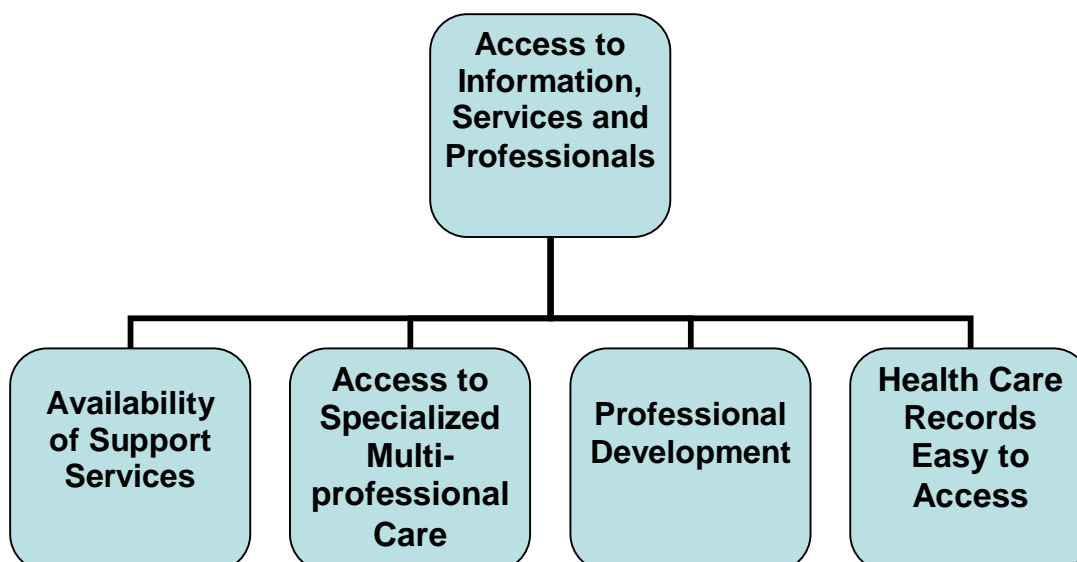 Access to
Information,
Services and
Professionals
Availability
of Support
Services
Access to
Specialized
Multi-
professional
Care
Professional
Development
Health Care
Records
Easy to
Access